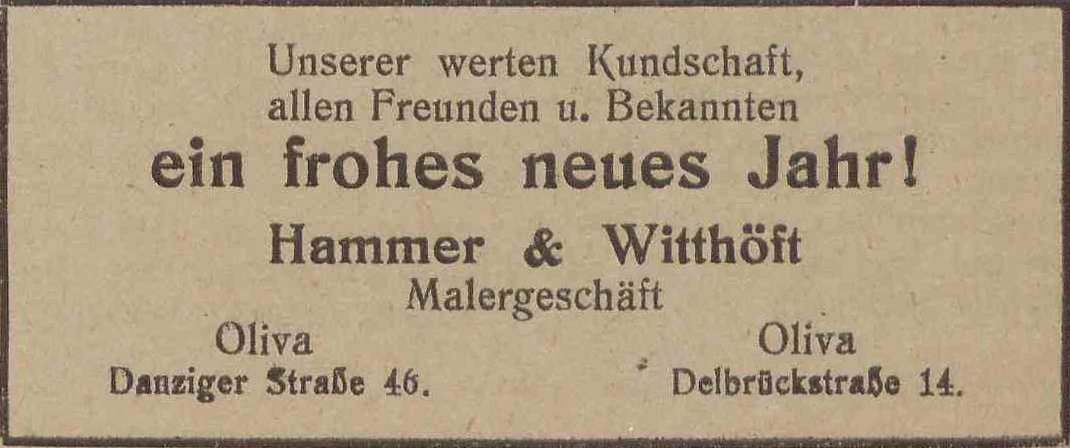 Unserer werten Kundschaft,
allen Freunden u. Bekannten
ein frohes neues Jahr!
Hammer & Witthöft
Malergeschäft
Oliva Oliva
Danziger Straße 46. Delbrückstraße 14.